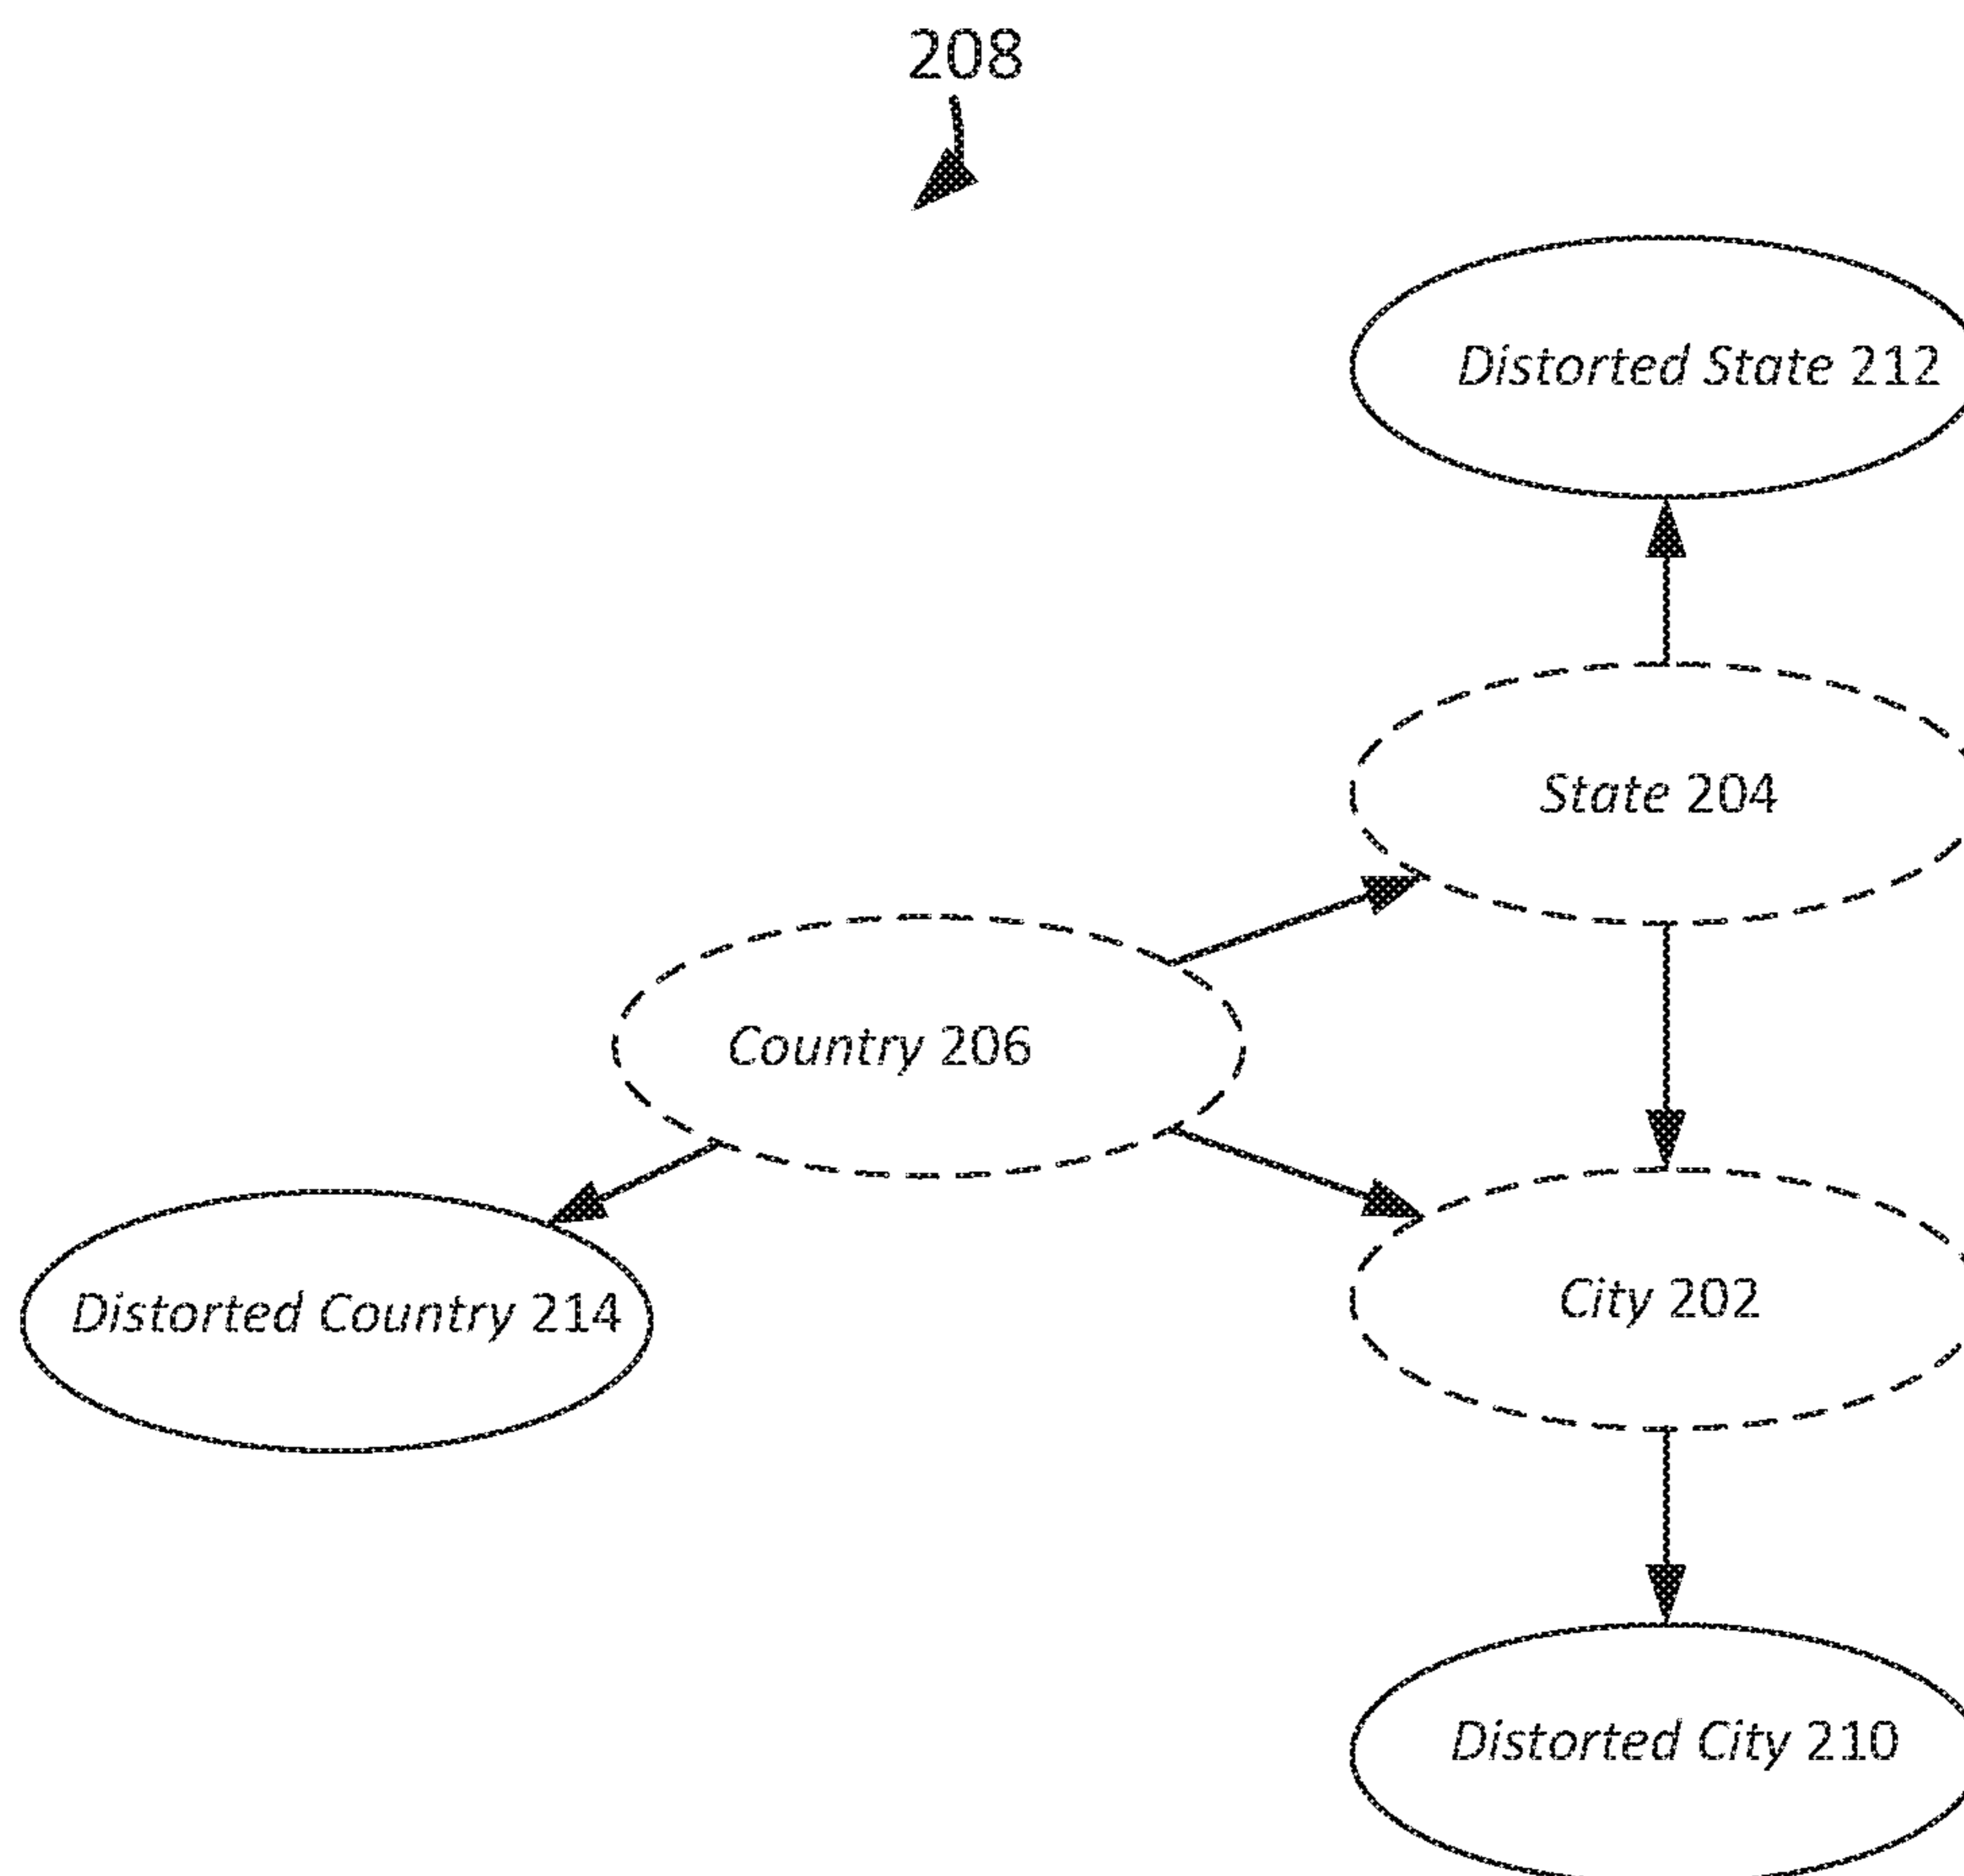 208
Distorted State 212
State 204
Country 206
City 202
Distorted Country 214
Distorted City 210